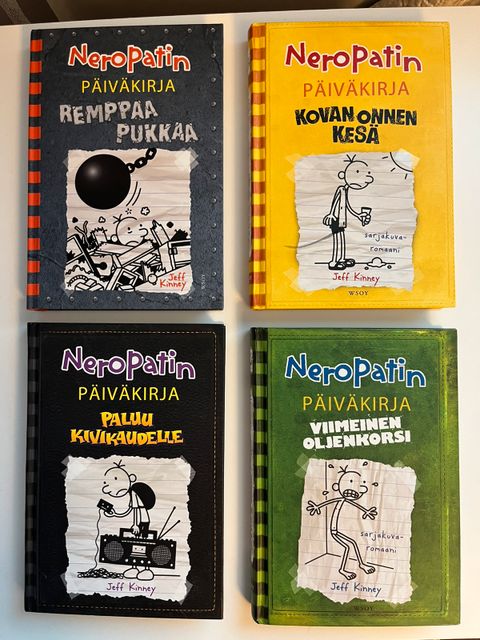 NeroPatin
PÄIVÄKIRJA
REMPPAA
PUKKAA
Jeff
Kinney
WSOY
NeroPatin
PÄIVÄKIRJA
KOVAN ONNEN
KESÄ
sarjakuva-
romaani
Jeff Kinney
WSOY
NeroPatin
PÄIVÄKIRJA
PALUU
KIVIKAUDELLE
Jeff Kinney
NeroPatin
PÄIVÄKIRJA
VIIMEINEN
OLJENKORSI
sarjakuva-
romaani
Jeff Kinney
WSOY